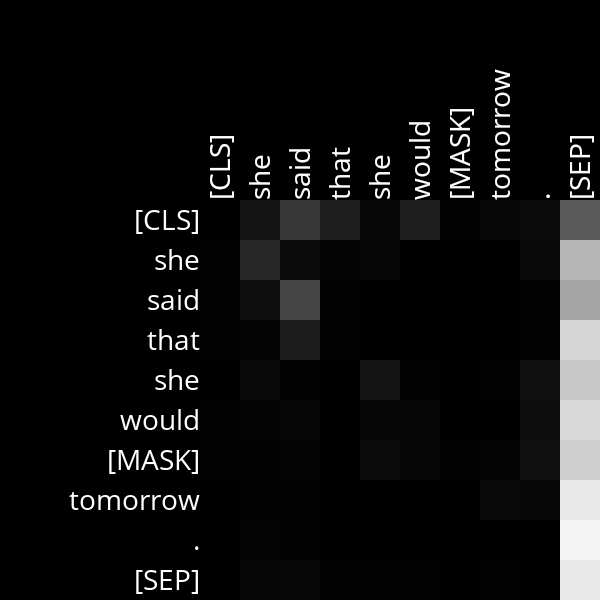 [CLS]
she
said
that
she
would
[MASK]
tomorrow
.
[SEP]
[CLS]
she
said
that
she
would
[MASK]
tomorrow
.
[SEP]